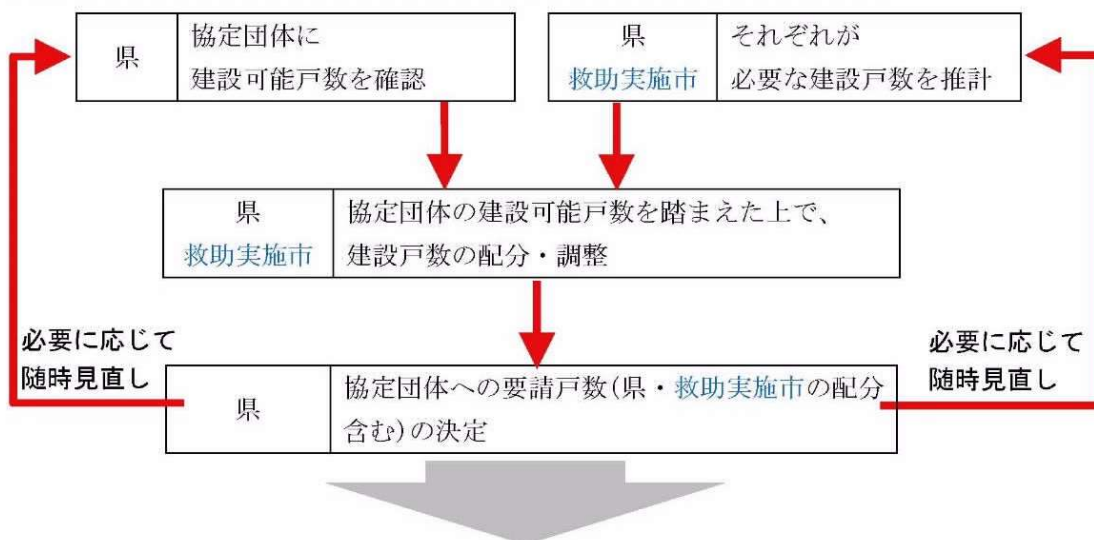 県
協定団体に
建設可能戸数を確認
県
救助実施市
それぞれが
必要な建設戸数を推計
県
救助実施市
協定団体の建設可能戸数を踏まえた上で、
建設戸数の配分・調整
必要に応じて
随時見直し
県
協定団体への要請戸数(県・救助実施市の配分
含む)の決定
必要に応じて
随時見直し